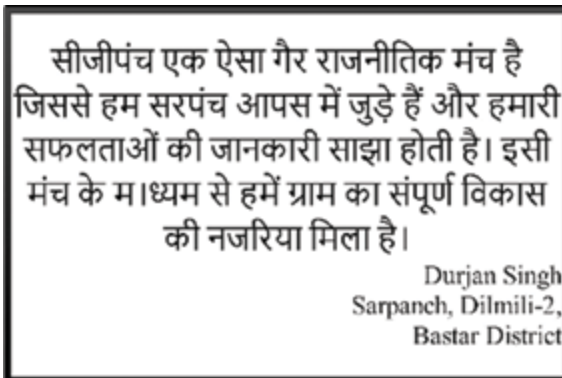 सीजीपंच एक ऐसा गैर राजनीतिक मंच है
जिससे हम सरपंच आपस में जुड़े हैं और हमारी
सफलताओं की जानकारी साझा होती है। इसी
मंच के म।ध्यम से हमें ग्राम का संपूर्ण विकास
की नजरिया मिला है।
Durjan Singh
Sarpanch, Dilmili-2,
Bastar District